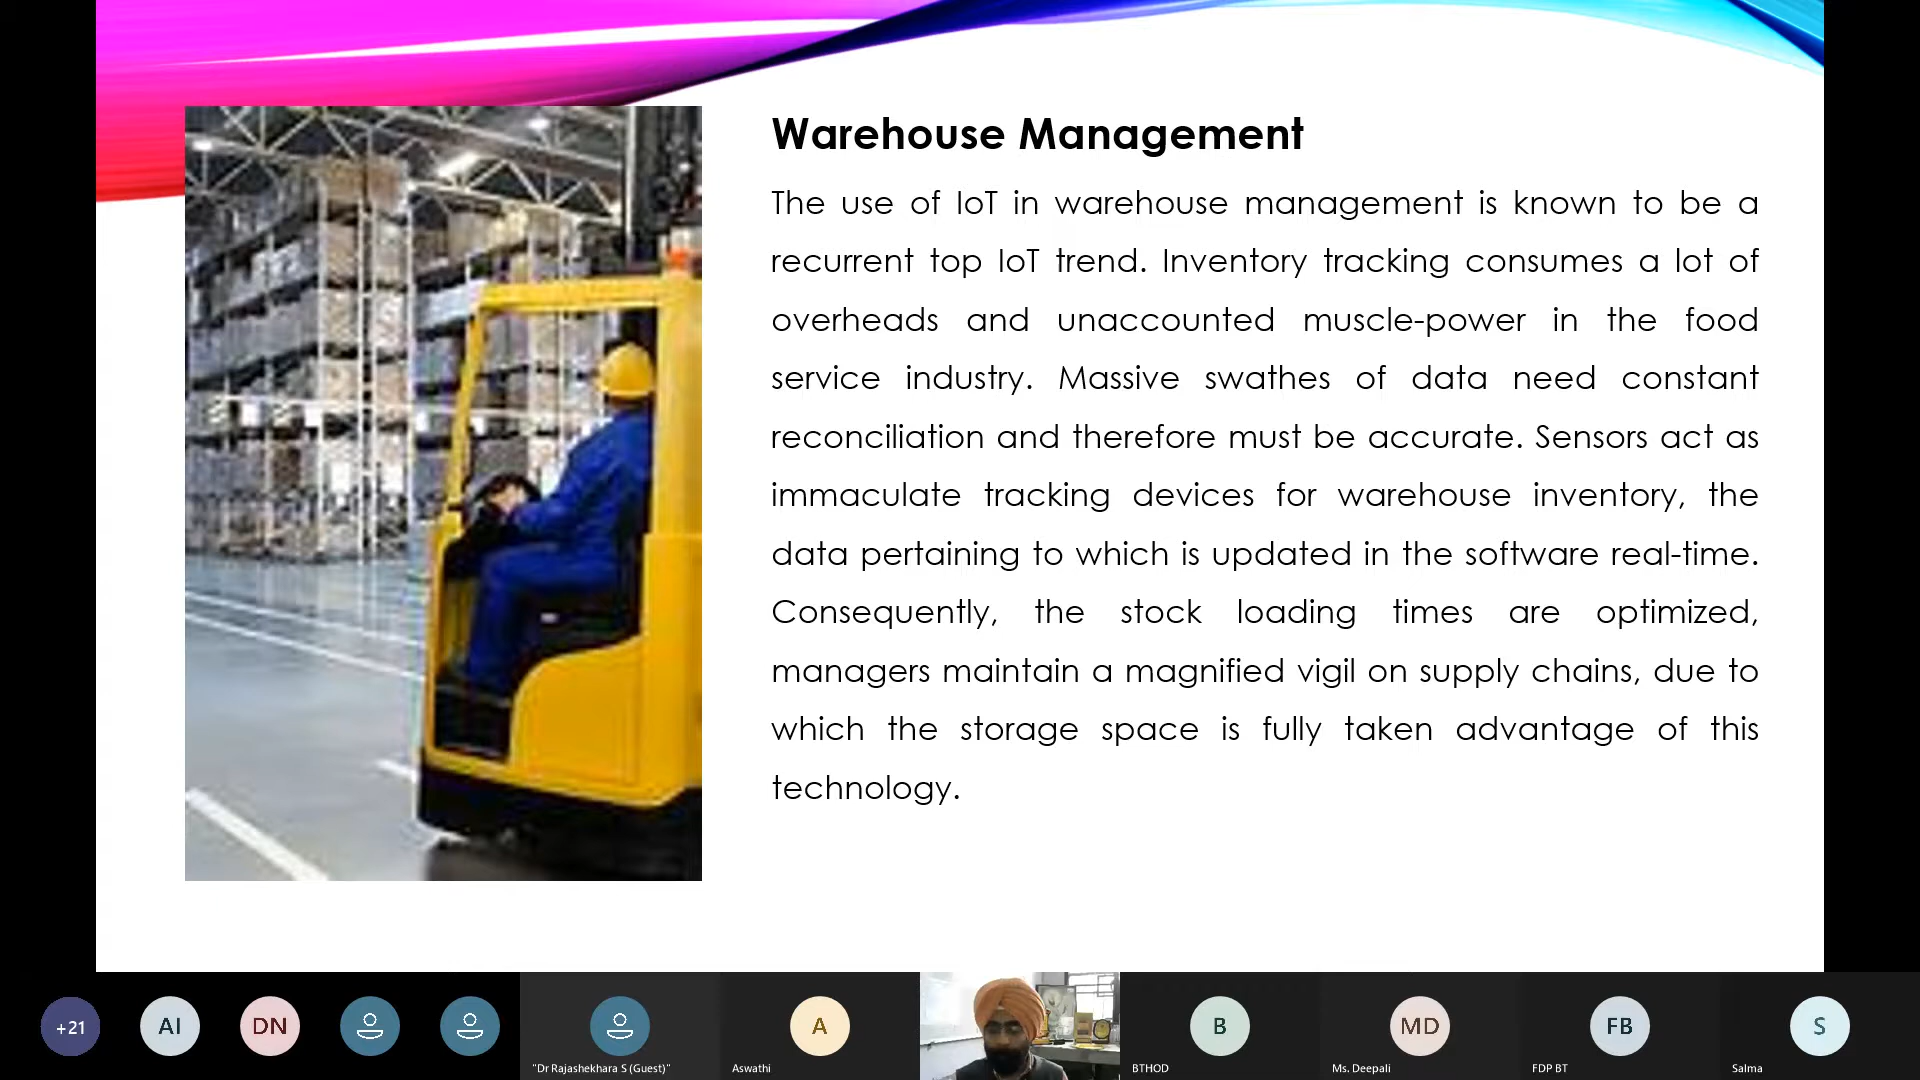 Warehouse Management
The use of IoT in warehouse management is known to be a
recurrent top IoT trend. Inventory tracking consumes a lot of
overheads and unaccounted muscle-power in the food
service industry. Massive swathes of data need constant
reconciliation and therefore must be accurate. Sensors act as
immaculate tracking devices for warehouse inventory, the
data pertaining to which is updated in the software real-time.
Consequently, the stock loading times are optimized,
managers maintain a magnified vigil on supply chains, due to
which the storage space is fully taken advantage of this
technology.
+21
AI
DN
A
B
MD
FB
S
"Dr Rajashekhara S (Guest)"
Aswathi
BTHOD
Ms. Deepali
FDP BT
Salma